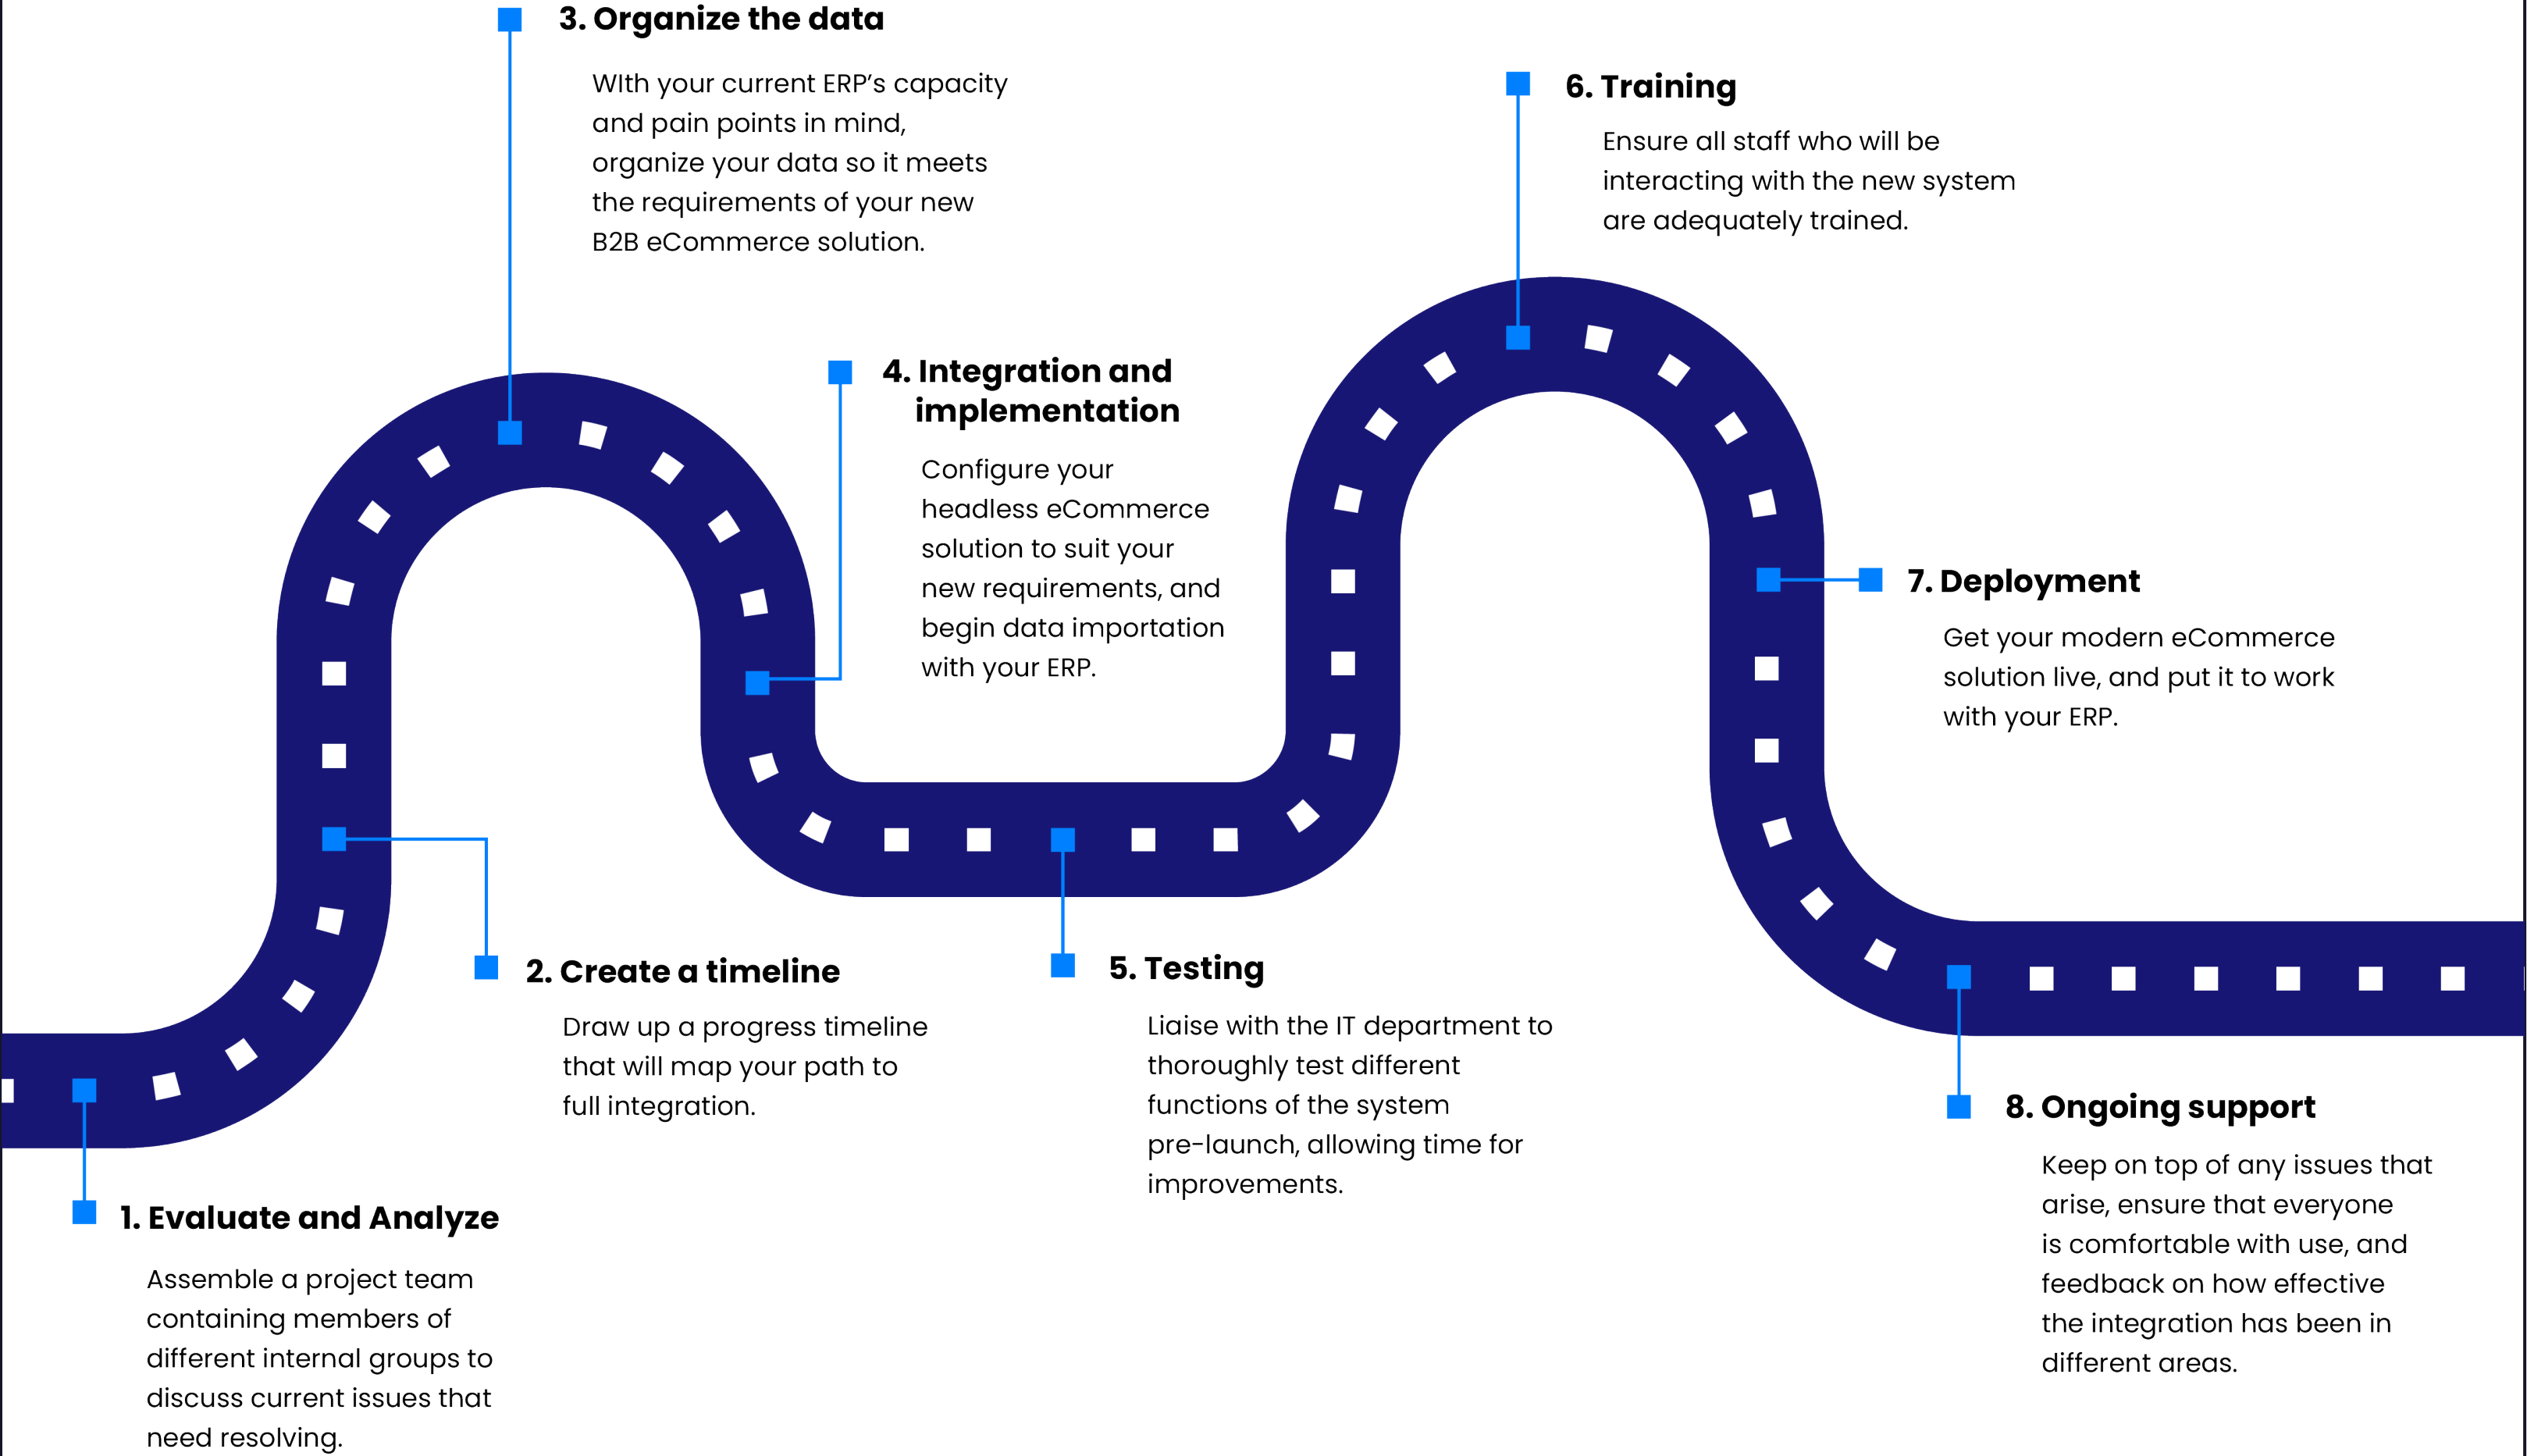 1. Evaluate and Analyze
Assemble a project team
containing members of
different internal groups to
discuss current issues that
need resolving.
2. Create a timeline
Draw up a progress timeline
that will map your path to
full integration.
3. Organize the data
WIth your current ERP’s capacity
and pain points in mind,
organize your data so it meets
the requirements of your new
B2B eCommerce solution.
4. Integration and
implementation
Configure your
headless eCommerce
solution to suit your
new requirements, and
begin data importation
with your ERP.
5. Testing
Liaise with the IT department to
thoroughly test different
functions of the system
pre-launch, allowing time for
improvements.
6. Training
Ensure all staff who will be
interacting with the new system
are adequately trained.
7. Deployment
Get your modern eCommerce
solution live, and put it to work
with your ERP.
8. Ongoing support
Keep on top of any issues that
arise, ensure that everyone
is comfortable with use, and
feedback on how effective
the integration has been in
different areas.